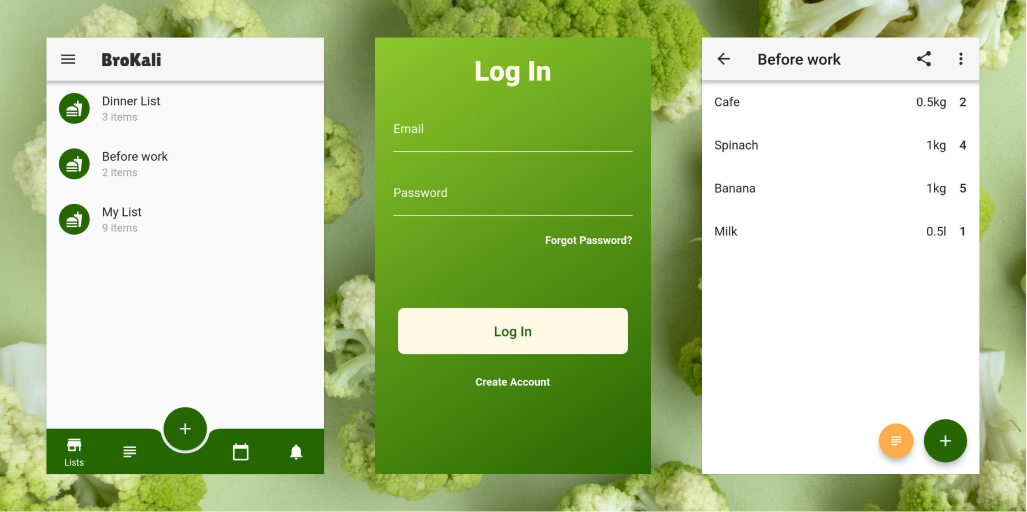 BroKali
Dinner List
3 items
Before work
2 items
My List
9 items
Lists
Log In
Email
Password
Forgot Password?
Log In
Create Account
Before work
Cafe 0.5kg 2
Spinach 1kg 4
Banana 1kg 5
Milk 0.5l 1